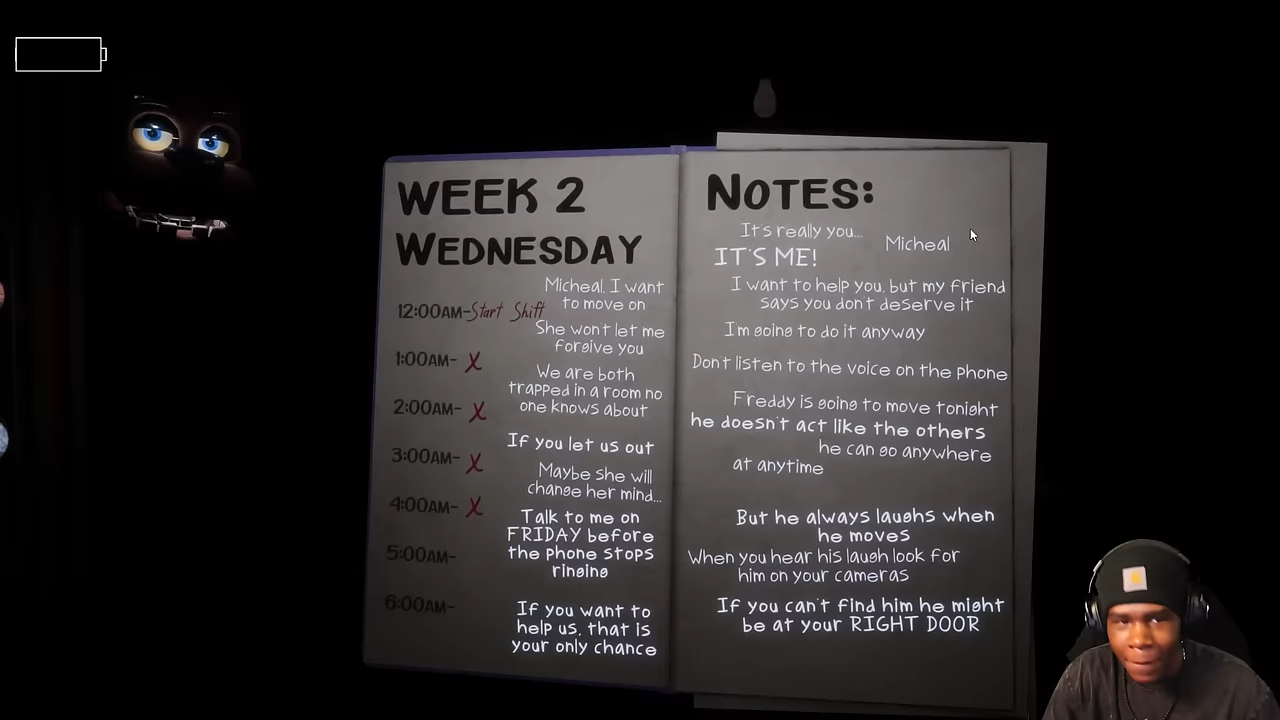 WEEK 2
WEDNESDAY
12:00AM-Start Shift
1:00AM- X
2:00AM- X
3:00AM- X
4:00AM- X
5:00AM-
6:00AM-
Micheal, I want
to move on
She wont let me
forgive you
We are both
trapped in a room no
one knows about
If you let us out
Maybe she will
change her mind...
Talk to me on
FRIDAY before
the phone stops
ringing
If you want to
help us, that is
your only chance
NOTES:
It's really you...
Micheal
IT'S ME!
I want to help you, but my friend
says you don't deserve it
I'm going to do it anyway
Dont listen to the voice on the phone
Freddy is going to move tonight
he doesn't act like the others
he can go anywhere
at anytime
But he always laughs when
he moves
When you hear his laugh look for
him on your cameras
If you can't find him he might
be at your RIGHT DOOR